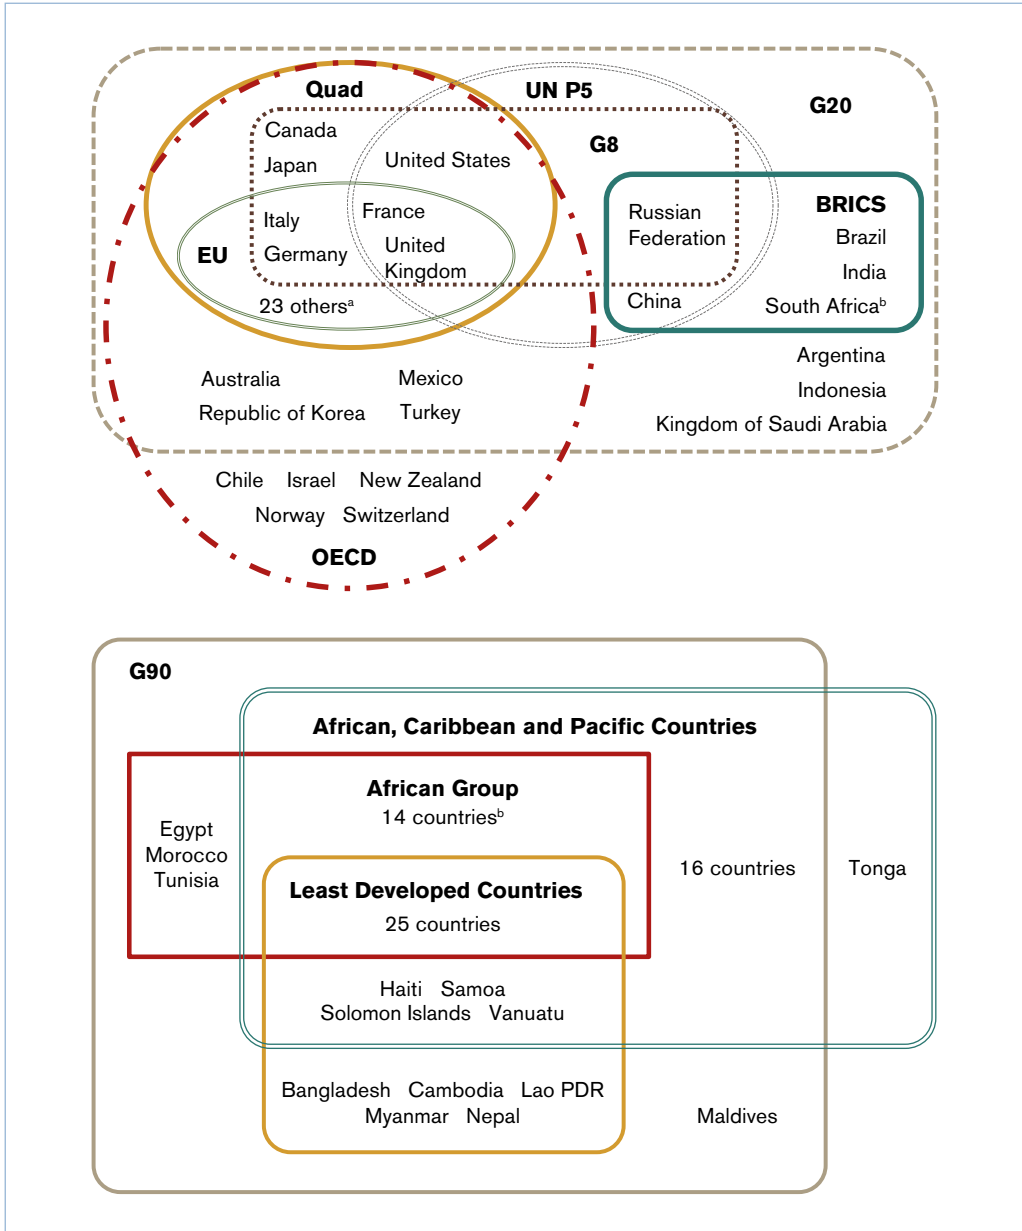 Quad
UN P5
G20
Canada
Japan
United States
G8
Italy
Germany
France
United
Kingdom
EU
23 othersᵃ
Russian
Federation
China
BRICS
Brazil
India
South Africaᵇ
Argentina
Indonesia
Kingdom of Saudi Arabia
Australia
Mexico
Republic of Korea
Turkey
Chile Israel New Zealand
Norway Switzerland
OECD
G90
African, Caribbean and Pacific Countries
African Group
14 countriesᵇ
Egypt
Morocco
Tunisia
Least Developed Countries
25 countries
16 countries
Tonga
Haiti Samoa
Solomon Islands Vanuatu
Bangladesh Cambodia Lao PDR
Myanmar Nepal
Maldives